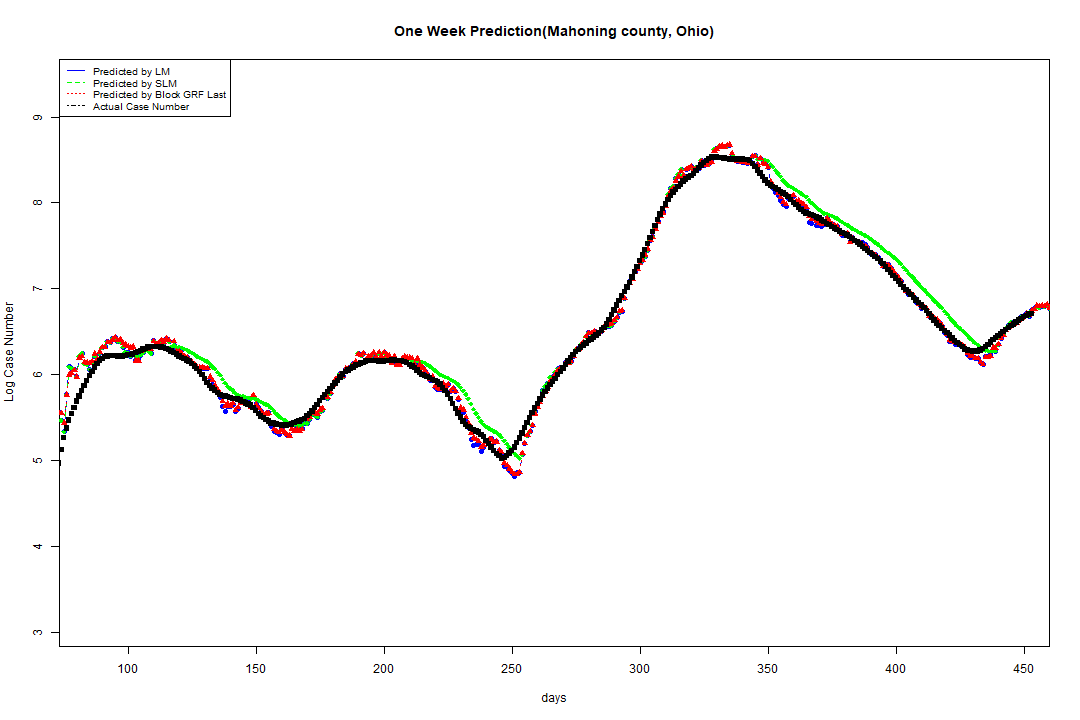 One Week Prediction(Mahoning county, Ohio)
Predicted by LM
Predicted by SLM
Predicted by Block GRF Last
Actual Case Number
9
8
7
6
5
4
3
Log Case Number
100 150 200 250 300 350 400 450
days